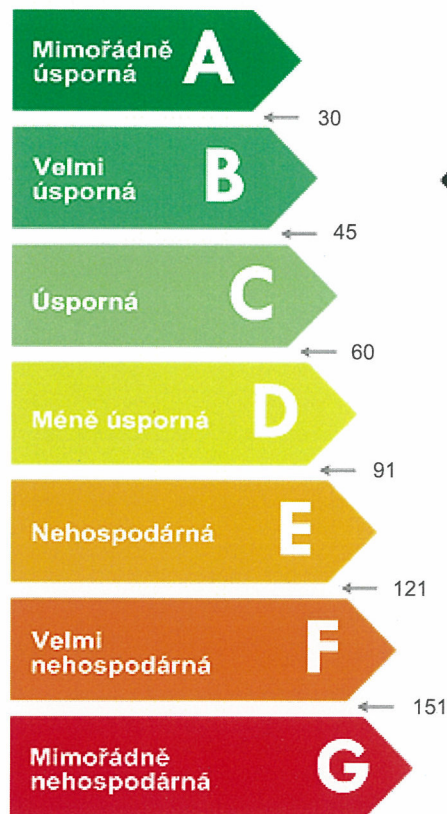 Mimořádně
úsporná
A
30
Velmi
úsporná
B
45
Úsporná
C
60
Méně úsporná
D
91
Nehospodárná
E
121
Velmi
nehospodárná
F
151
Mimořádně
nehospodárná
G